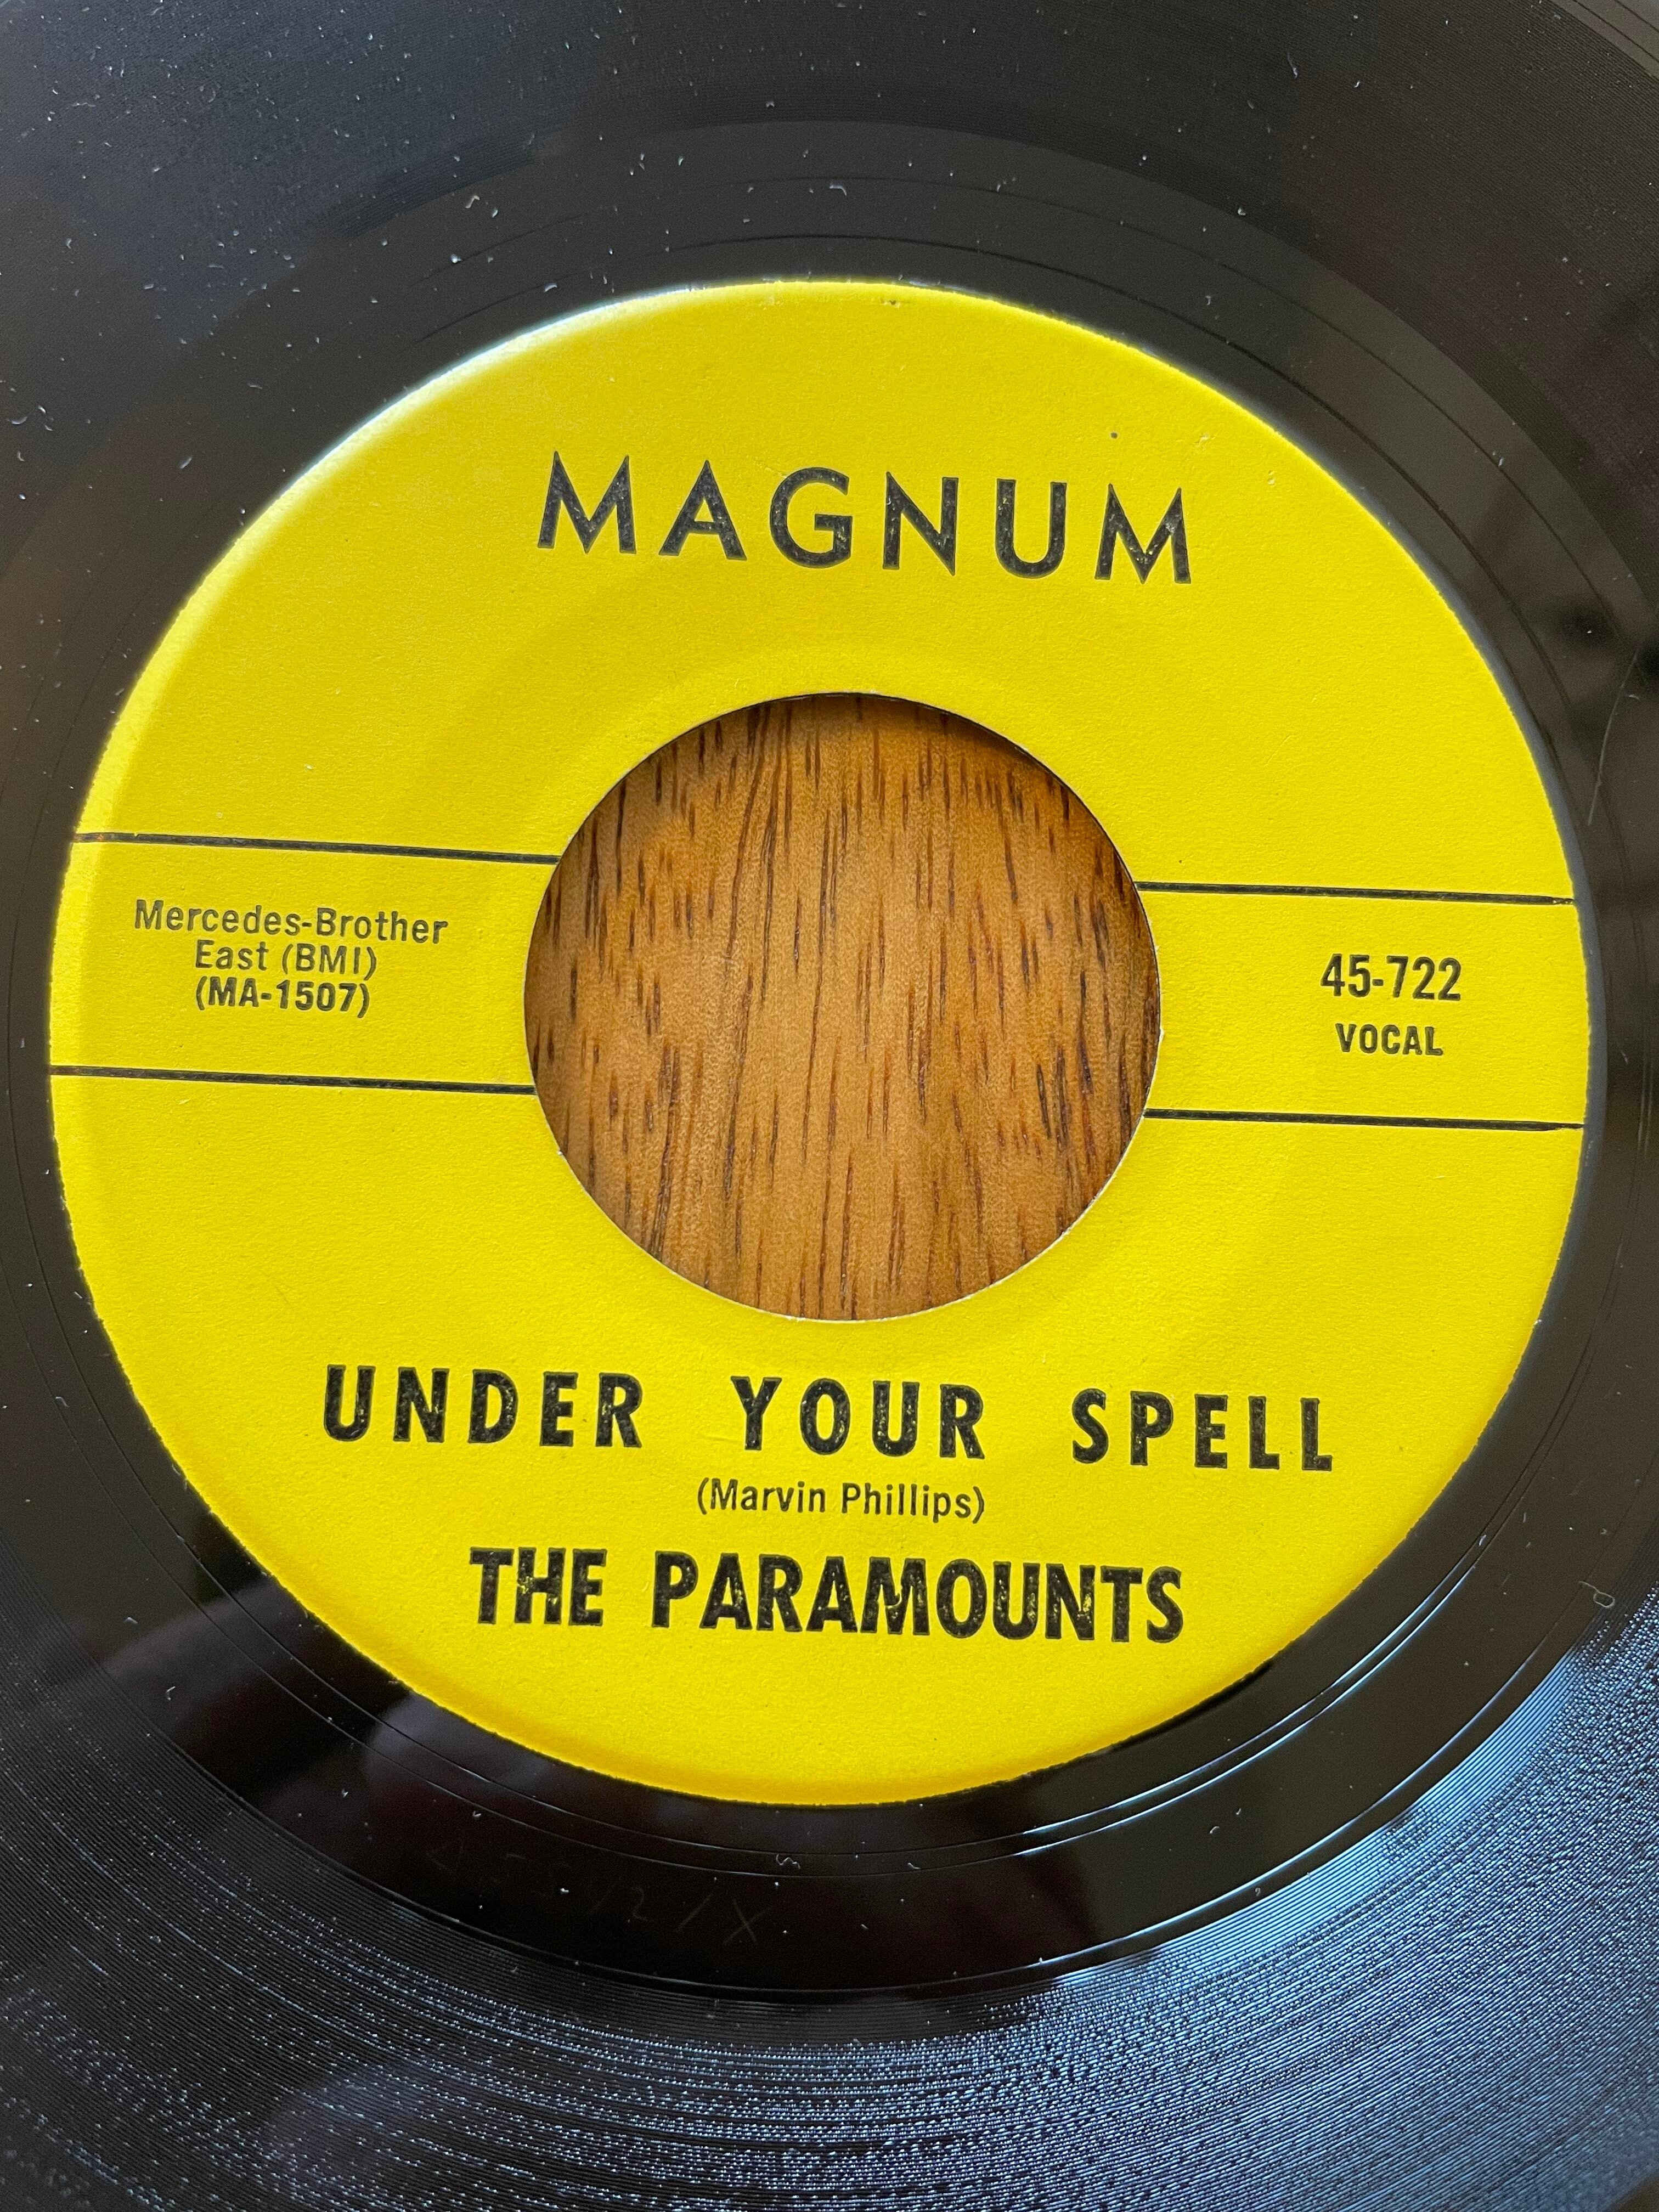 MAGNUM
Mercedes-Brother
East (BMI)
(MA-1507)
45-722
VOCAL
UNDER YOUR SPELL
(Marvin Phillips)
THE PARAMOUNTS